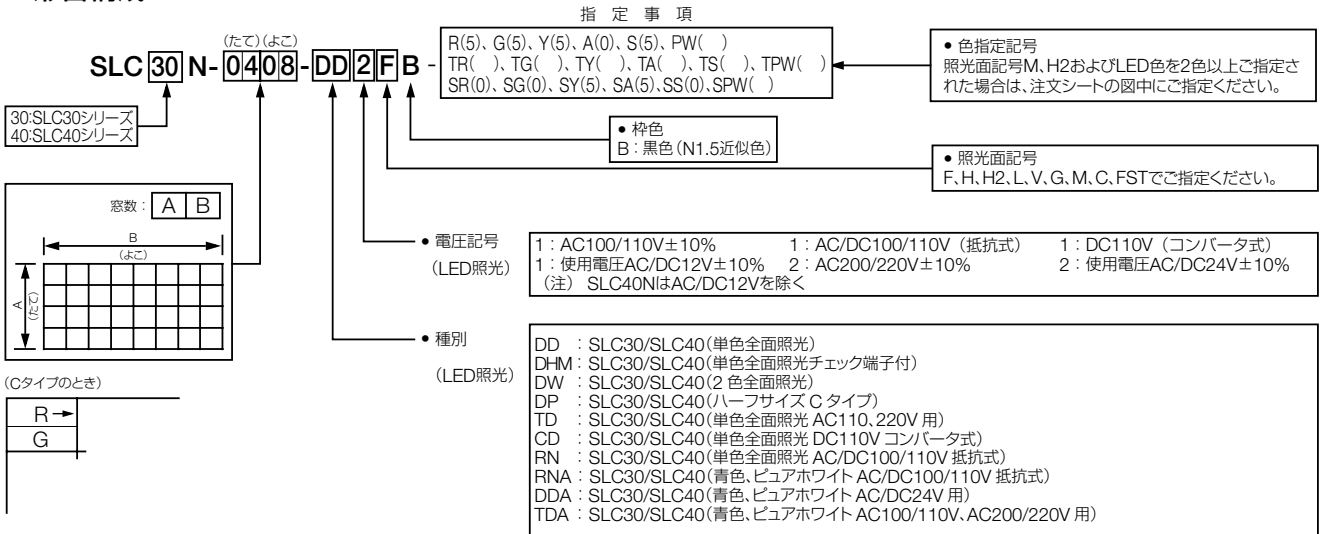 指定事項
(たて)(よこ)
SLC 30 N-0408-DD2FB -
R(5)、G(5)、Y(5)、A(0)、S(5)、PW(　)
TR(　)、TG(　)、TY(　)、TA(　)、TS(　)、TPW(　)
SR(0)、SG(0)、SY(5)、SA(5)、SS(0)、SPW(　)
● 色指定記号
照光面記号M、H2およびLED色を2色以上ご指定さ
れた場合は、注文シートの図中にご指定ください。
30:SLC30シリーズ
40:SLC40シリーズ
● 枠色
B：黒色(N1.5近似色)
● 照光面記号
F、H、H2、L、V、G、M、C、FSTでご指定ください。
窓数： A B
B
(よこ)
A
(たて)
● 電圧記号
(LED照光)
1：AC100/110V±10%　1：AC/DC100/110V（抵抗式）　1：DC110V（コンバータ式）
1：使用電圧AC/DC12V±10%　2：AC200/220V±10%　2：使用電圧AC/DC24V±10%
（注） SLC40NはAC/DC12Vを除く
● 種別
(LED照光)
DD ：SLC30/SLC40(単色全面照光)
DHM：SLC30/SLC40(単色全面照光チェック端子付)
DW ：SLC30/SLC40(2 色全面照光)
DP ：SLC30/SLC40(ハーフサイズ C タイプ)
TD ：SLC30/SLC40(単色全面照光 AC110、220V 用)
CD ：SLC30/SLC40(単色全面照光 DC110V コンバータ式)
RN ：SLC30/SLC40(単色全面照光 AC/DC100/110V 抵抗式)
RNA：SLC30/SLC40(青色、ピュアホワイト AC/DC100/110V 抵抗式)
DDA：SLC30/SLC40(青色、ピュアホワイト AC/DC24V 用)
TDA：SLC30/SLC40(青色、ピュアホワイト AC100/110V、AC200/220V 用)
(Cタイプのとき)
R→
G